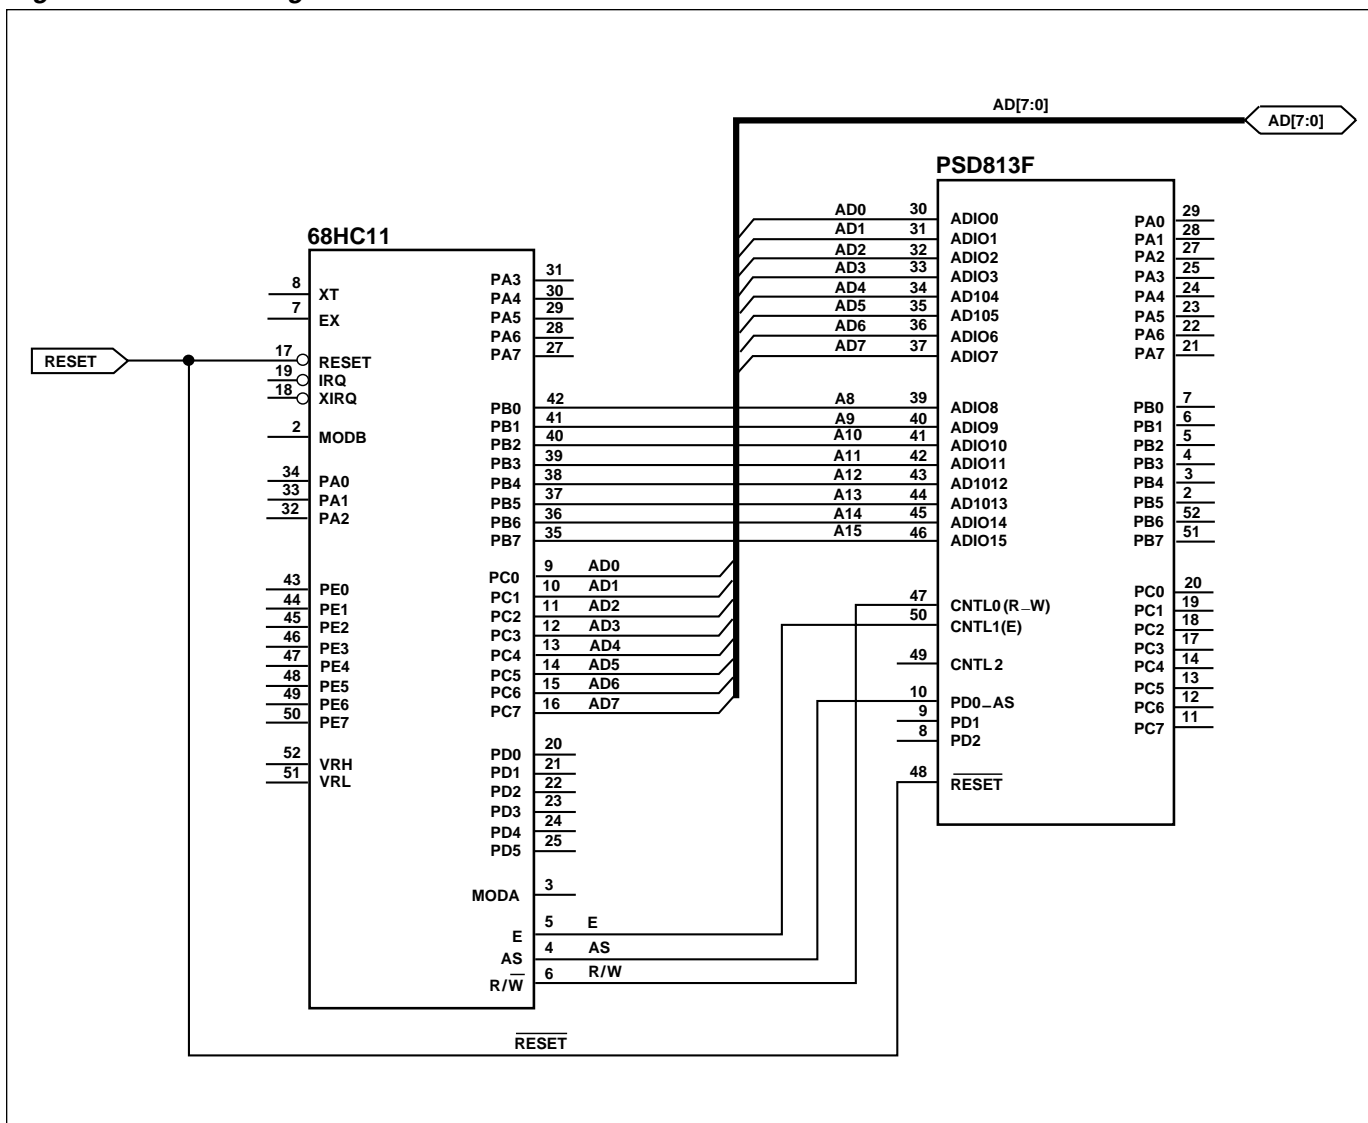 AD[7:0]
AD[7:0]
PSD813F
68HC11
RESET
8 XT
7 EX
17 RESET
19 IRQ
18 XIRQ
2 MODB
34 PA0
33 PA1
32 PA2
43 PE0
44 PE1
45 PE2
46 PE3
47 PE4
48 PE5
49 PE6
50 PE7
52 VRH
51 VRL
PA3 31
PA4 30
PA5 29
PA6 28
PA7 27
PB0 42
PB1 41
PB2 40
PB3 39
PB4 38
PB5 37
PB6 36
PB7 35
PC0 9 AD0
PC1 10 AD1
PC2 11 AD2
PC3 12 AD3
PC4 13 AD4
PC5 14 AD5
PC6 15 AD6
PC7 16 AD7
PD0 20
PD1 21
PD2 22
PD3 23
PD4 24
PD5 25
MODA 3
E 5 E
AS 4 AS
R/W 6 R/W
RESET
AD0 30 ADIO0
AD1 31 ADIO1
AD2 32 ADIO2
AD3 33 ADIO3
AD4 34 AD104
AD5 35 AD105
AD6 36 ADIO6
AD7 37 ADIO7
A8 39 ADIO8
A9 40 ADIO9
A10 41 ADIO10
A11 42 ADIO11
A12 43 AD1012
A13 44 AD1013
A14 45 ADIO14
A15 46 ADIO15
47 CNTL0(R_W)
50 CNTL1(E)
49 CNTL2
10 PD0_AS
9 PD1
8 PD2
48 RESET
PA0 29
PA1 28
PA2 27
PA3 25
PA4 24
PA5 23
PA6 22
PA7 21
PB0 7
PB1 6
PB2 5
PB3 4
PB4 3
PB5 2
PB6 52
PB7 51
PC0 20
PC1 19
PC2 18
PC3 17
PC4 14
PC5 13
PC6 12
PC7 11